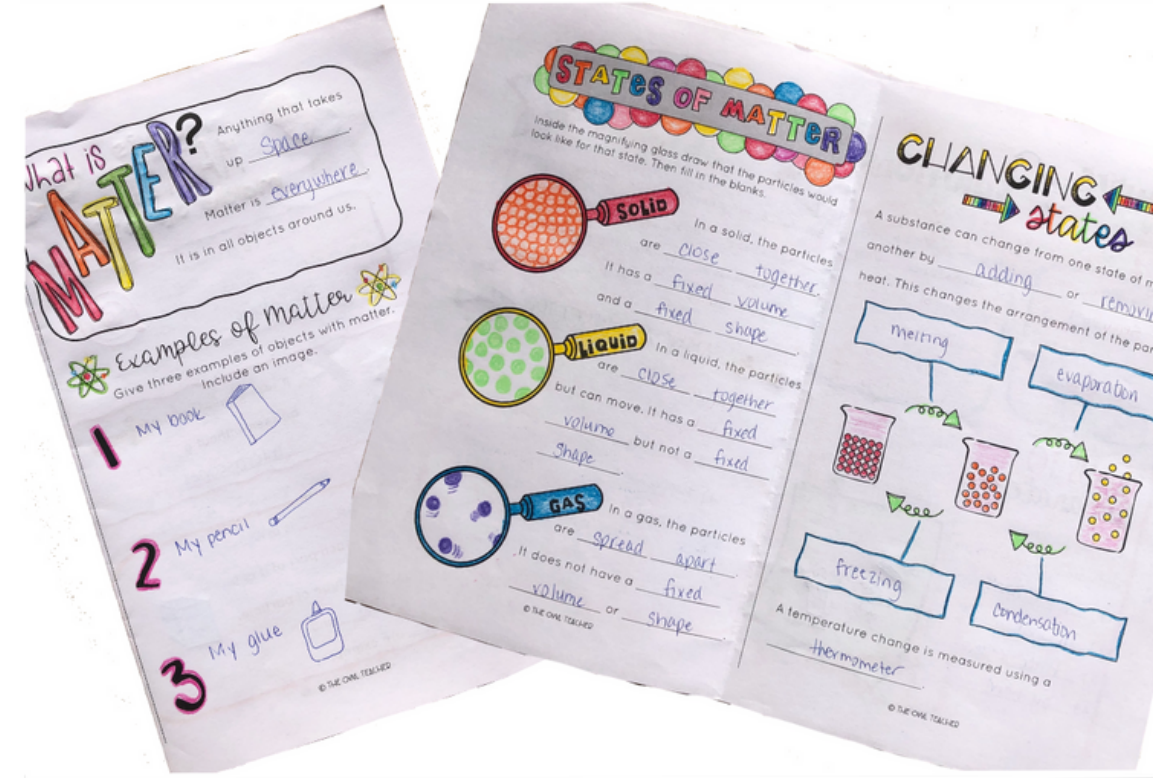 What is
MATTER?
Anything that takes
up Space.
Matter is everywhere.
It is in all objects around us.
Examples of Matter
Give three examples of objects with matter.
Include an image.
1 My book
2 My pencil
3 My glue
© THE OWL TEACHER
STATES OF MATTER
Inside the magnifying glass draw that the particles would
look like for that state. Then fill in the blanks.
SOLID
In a solid, the particles
are close together.
It has a fixed volume
and a fixed shape.
LIQUID
In a liquid, the particles
are close together
but can move. It has a fixed
volume but not a fixed
shape.
GAS
In a gas, the particles
are spread apart.
It does not have a fixed
volume or shape.
© THE OWL TEACHER
CHANGING
states
A substance can change from one state of
another by adding or
heat. This changes the arrangement of the
melting
evaporation
freezing
condensation
A temperature change is measured using a
thermometer.
© THE OWL TEACHER